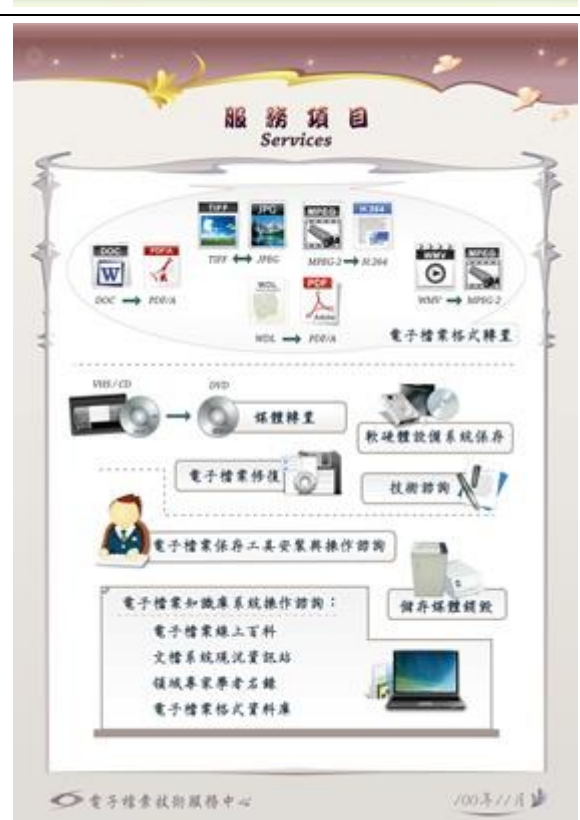 服務項目
Services
TIFF JPG MPEG H.264
TIFF ↔ JPEG MPEG-2 → H.264
DOC PDF/A
DOC → PDF/A
WMV MPEG
WMV → MPEG-2
WDL PDF
Adobe
WDL → PDF/A
電子檔案格式轉置
VHS/CD DVD
媒體轉置
軟硬體設備系統保存
電子檔案修復
技術諮詢
電子檔案保存工具安裝與操作諮詢
儲存媒體銷毀
電子檔案知識庫系統操作諮詢：
電子檔案線上百科
文檔系統現況資訊站
領域專家學者名錄
電子檔案格式資料庫
電子檔案技術服務中心
100年11月